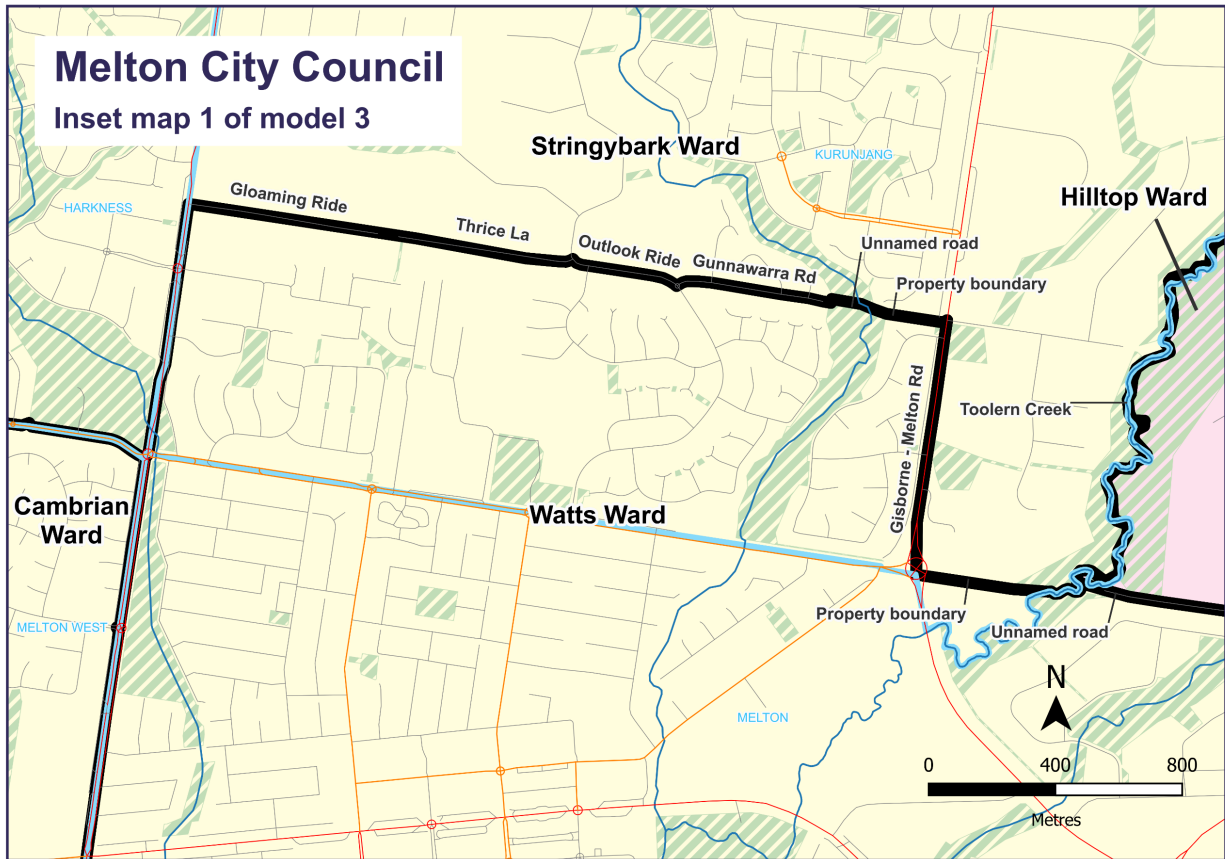 Melton City Council
Inset map 1 of model 3
Stringybark Ward
KURUNJANG
Hilltop Ward
HARKNESS
Gloaming Ride
Thrice La
Outlook Ride
Gunnawarra Rd
Unnamed road
Property boundary
Toolern Creek
Gisborne - Melton Rd
Cambrian
Ward
Watts Ward
MELTON WEST
Property boundary
Unnamed road
MELTON
N
0 400 800
Metres